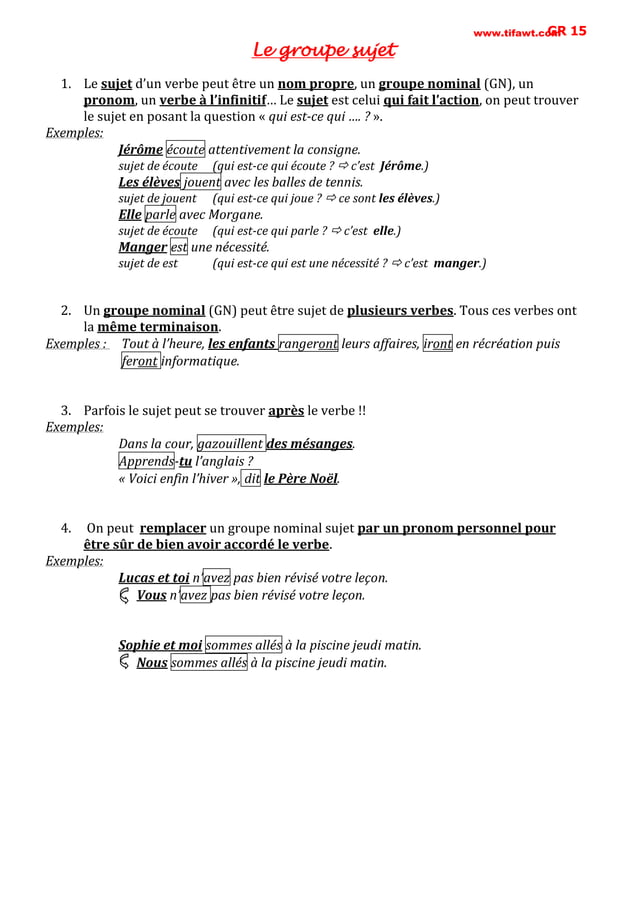 www.tifawt.com
GR 15
Le groupe sujet
1. Le sujet d'un verbe peut être un nom propre, un groupe nominal (GN), un
pronom, un verbe à l'infinitif… Le sujet est celui qui fait l'action, on peut trouver
le sujet en posant la question « qui est-ce qui .... ? ».
Exemples:
Jérôme écoute attentivement la consigne.
sujet de écoute (qui est-ce qui écoute ? ⇨ c'est Jérôme.)
Les élèves jouent avec les balles de tennis.
sujet de jouent (qui est-ce qui joue ? ⇨ ce sont les élèves.)
Elle parle avec Morgane.
sujet de écoute (qui est-ce qui parle ? ⇨ c'est elle.)
Manger est une nécessité.
sujet de est (qui est-ce qui est une nécessité ? ⇨ c'est manger.)
2. Un groupe nominal (GN) peut être sujet de plusieurs verbes. Tous ces verbes ont
la même terminaison.
Exemples : Tout à l'heure, les enfants rangeront leurs affaires, iront en récréation puis
feront informatique.
3. Parfois le sujet peut se trouver après le verbe !!
Exemples:
Dans la cour, gazouillent des mésanges.
Apprends-tu l'anglais ?
« Voici enfin l'hiver », dit le Père Noël.
4. On peut remplacer un groupe nominal sujet par un pronom personnel pour
être sûr de bien avoir accordé le verbe.
Exemples:
Lucas et toi n'avez pas bien révisé votre leçon.
Vous n'avez pas bien révisé votre leçon.
Sophie et moi sommes allés à la piscine jeudi matin.
Nous sommes allés à la piscine jeudi matin.